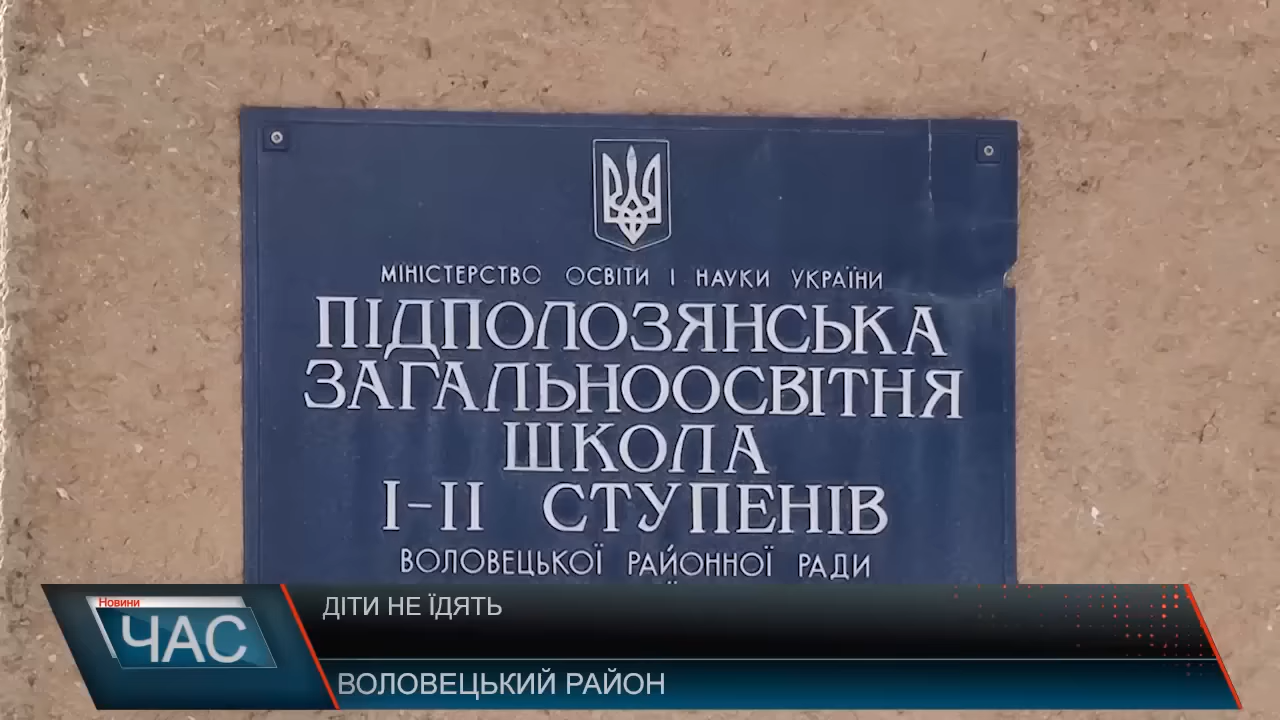 МІНІСТЕРСТВО ОСВІТИ І НАУКИ УКРАЇНИ
ПІДПОЛОЗЯНСЬКА
ЗАГАЛЬНООСВІТНЯ
ШКОЛА
І-ІІ СТУПЕНІВ
ВОЛОВЕЦЬКОЇ РАЙОННОЇ РАДИ
Новини
ЧАС
ДІТИ НЕ ЇДЯТЬ
ВОЛОВЕЦЬКИЙ РАЙОН